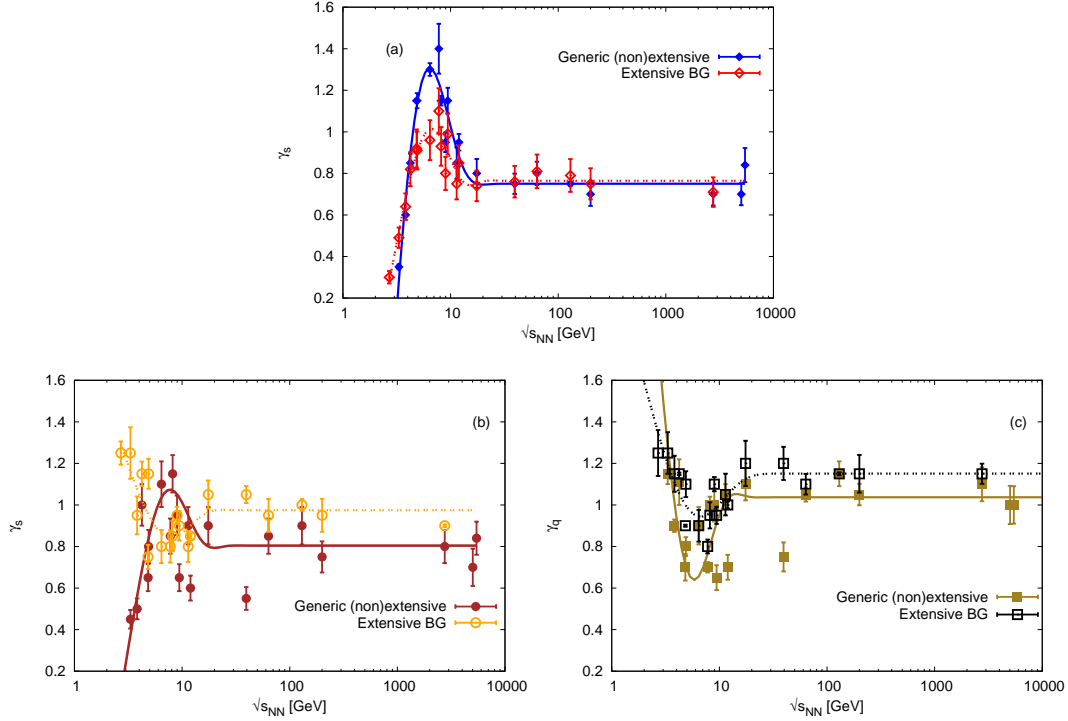 1.6
1.4
1.2
1
0.8
0.6
0.4
0.2
γs
(a)
Generic (non)extensive
Extensive BG
1 10 100 1000 10000
√sNN [GeV]
1.6
1.4
1.2
1
0.8
0.6
0.4
0.2
γs
(b)
Generic (non)extensive
Extensive BG
1 10 100 1000 10000
√sNN [GeV]
1.6
1.4
1.2
1
0.8
0.6
0.4
0.2
γq
(c)
Generic (non)extensive
Extensive BG
1 10 100 1000 10000
√sNN [GeV]